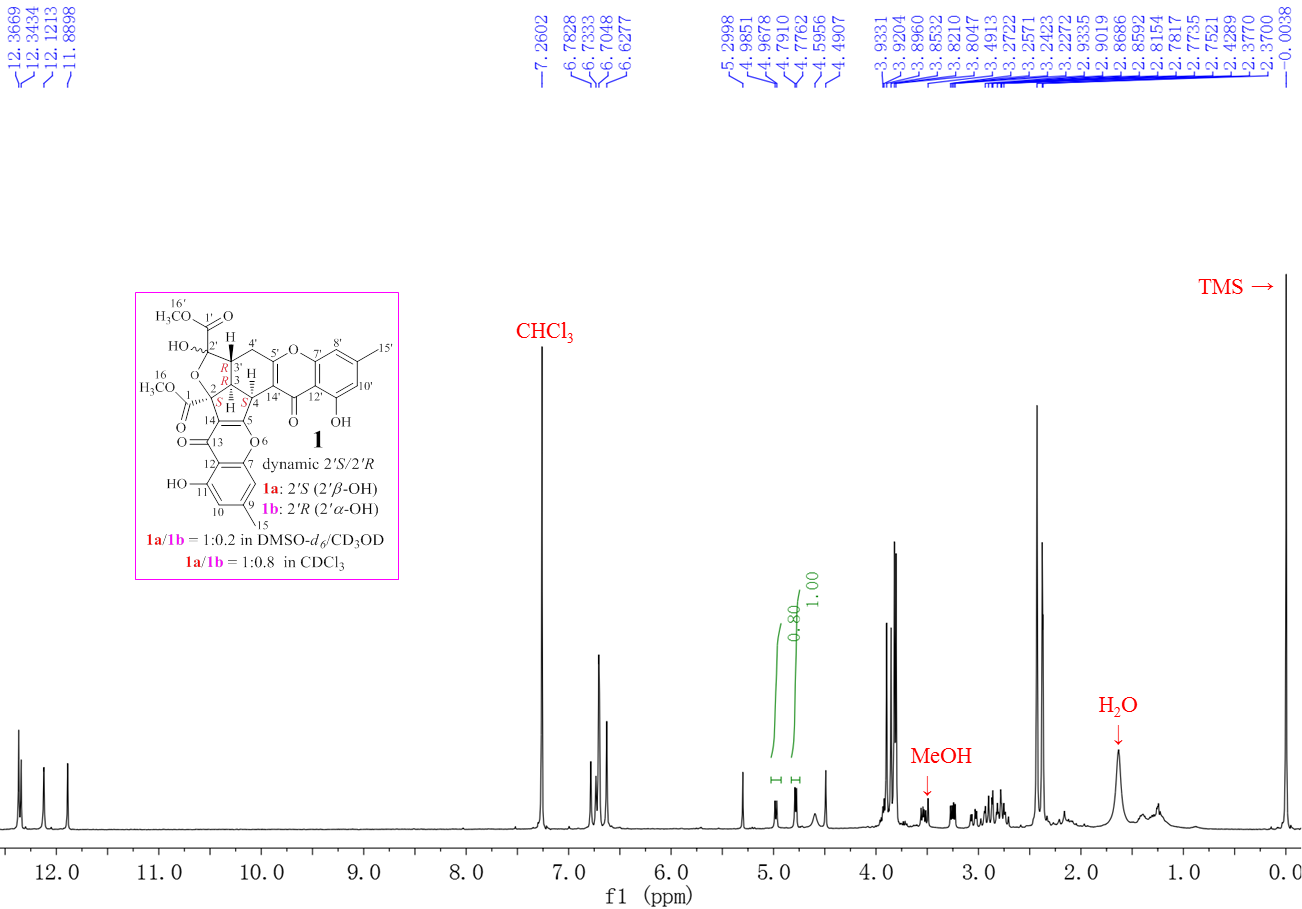 12.3669
12.3434
12.1213
11.8898
7.2602
6.7828
6.7333
6.7048
6.6277
5.2998
4.9851
4.9678
4.7910
4.7762
4.5956
4.4907
3.9331
3.9204
3.8960
3.8532
3.8210
3.8047
3.4913
3.2722
3.2571
3.2423
3.2272
2.9335
2.9019
2.8686
2.8592
2.8154
2.7817
2.7735
2.7521
2.4289
2.3770
2.3700
-0.0038
TMS →
CHCl3
16'
H3CO
1'
O
HO
2'
H
4'
3'
R
O
5'
O
7'
8'
15'
16
H3CO
R
3
H
1
2
S
H
S
4
14'
12'
10'
O
14
5
O
OH
O
13
O6
1
12
7
dynamic 2'S/2'R
HO
11
1a: 2'S (2'β-OH)
10
9
1b: 2'R (2'α-OH)
15
1a/1b = 1:0.2 in DMSO-d6/CD3OD
1a/1b = 1:0.8 in CDCl3
0.80
1.00
MeOH
↓
H2O
↓
12.0
11.0
10.0
9.0
8.0
7.0
6.0
5.0
4.0
3.0
2.0
1.0
0.0
f1 (ppm)